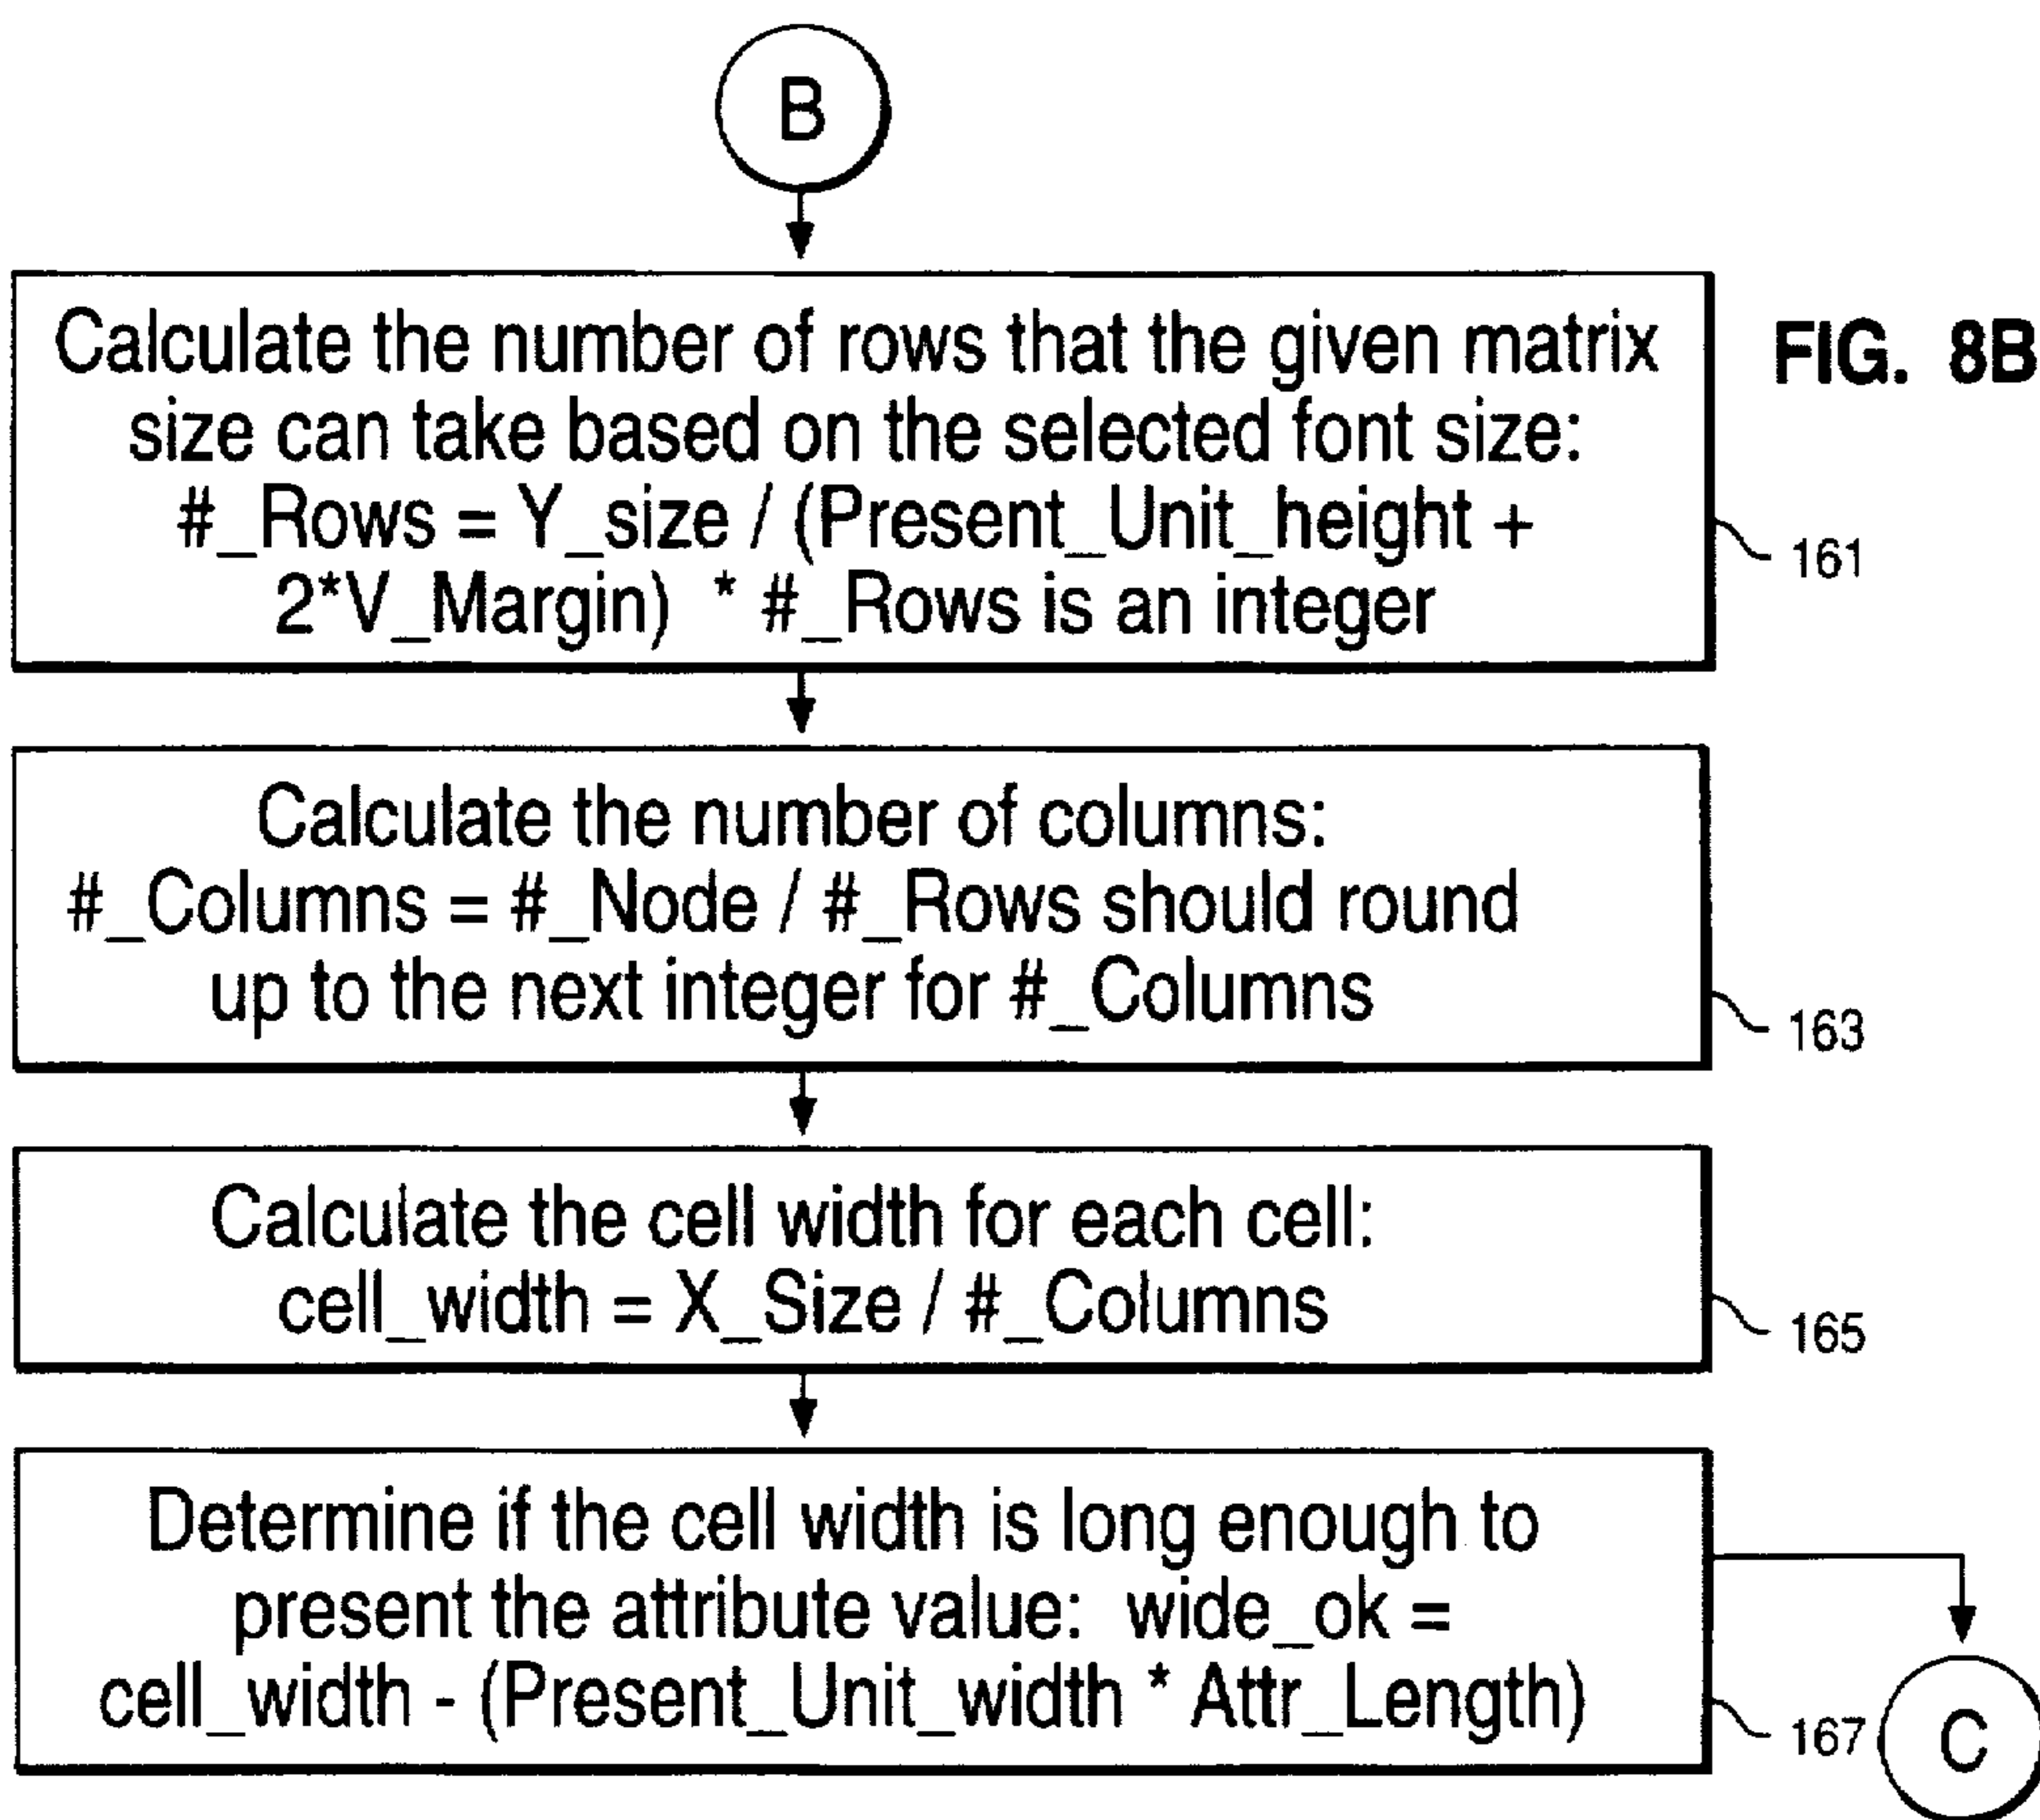 B
Calculate the number of rows that the given matrix
size can take based on the selected font size:
#_Rows = Y_size / (Present_Unit_height +
2*V_Margin) * #_Rows is an integer
FIG. 8B
161
Calculate the number of columns:
#_Columns = #_Node / #_Rows should round
up to the next integer for #_Columns
163
Calculate the cell width for each cell:
cell_width = X_Size / #_Columns
165
Determine if the cell width is long enough to
present the attribute value: wide_ok =
cell_width - (Present_Unit_width * Attr_Length)
167
C